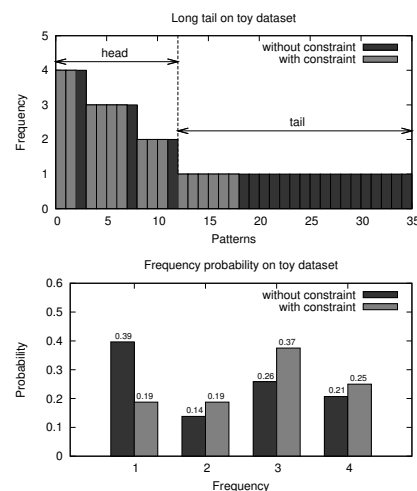 Long tail on toy dataset
5
without constraint
head
with constraint
4
3
Frequency
tail
2
1
0
0 5 10 15 20 25 30 35
Patterns
Frequency probability on toy dataset
0.6
without constraint
with constraint
0.5
0.39
0.37
0.4
Probability
0.3
0.26
0.25
0.21
0.19
0.19
0.2
0.14
0.1
0
1 2 3 4
Frequency